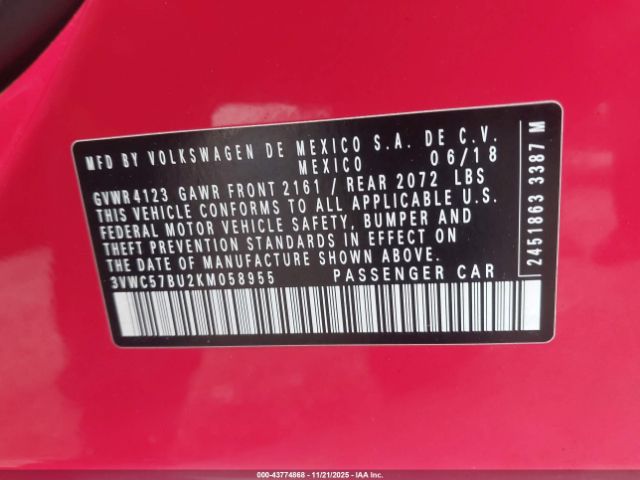 MFD BY VOLKSWAGEN DE MEXICO S.A. DE C.V.
MEXICO 06/18
GVWR 4123 GAWR FRONT 2161 / REAR 2072 LBS
THIS VEHICLE CONFORMS TO ALL APPLICABLE U.S.
FEDERAL MOTOR VEHICLE SAFETY, BUMPER AND
THEFT PREVENTION STANDARDS IN EFFECT ON
THE DATE OF MANUFACTURE SHOWN ABOVE.
3VWC57BU2KM058955 PASSENGER CAR
2451863 3387 M
000-43774868 - 11/21/2025 - IAA, Inc.